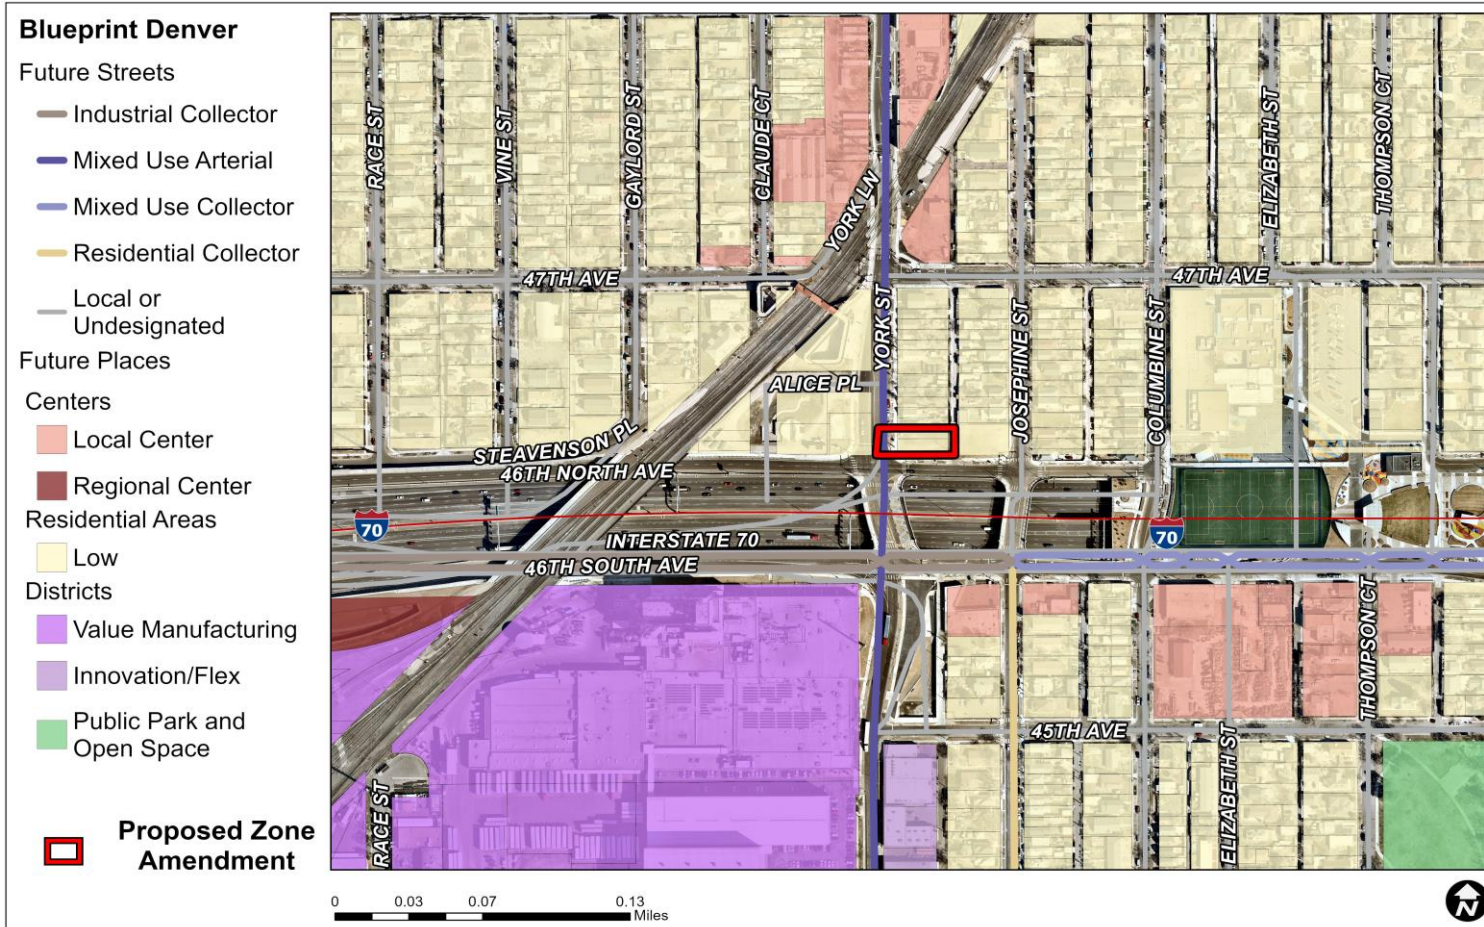 Blueprint Denver
Future Streets
Industrial Collector
Mixed Use Arterial
Mixed Use Collector
Residential Collector
Local or
Undesignated
Future Places
Centers
Local Center
Regional Center
Residential Areas
Low
Districts
Value Manufacturing
Innovation/Flex
Public Park and
Open Space
Proposed Zone
Amendment
RACE ST
VINE ST
GAYLORD ST
CLAUDE CT
YORK LN
ELIZABETH ST
THOMPSON CT
47TH AVE
47TH AVE
YORK ST
JOSEPHINE ST
COLUMBINE ST
ALICE PL
STEAVENSON PL
46TH NORTH AVE
70
70
INTERSTATE 70
46TH SOUTH AVE
THOMPSON CT
45TH AVE
RACE ST
ELIZABETH ST
0 0.03 0.07 0.13
Miles
N